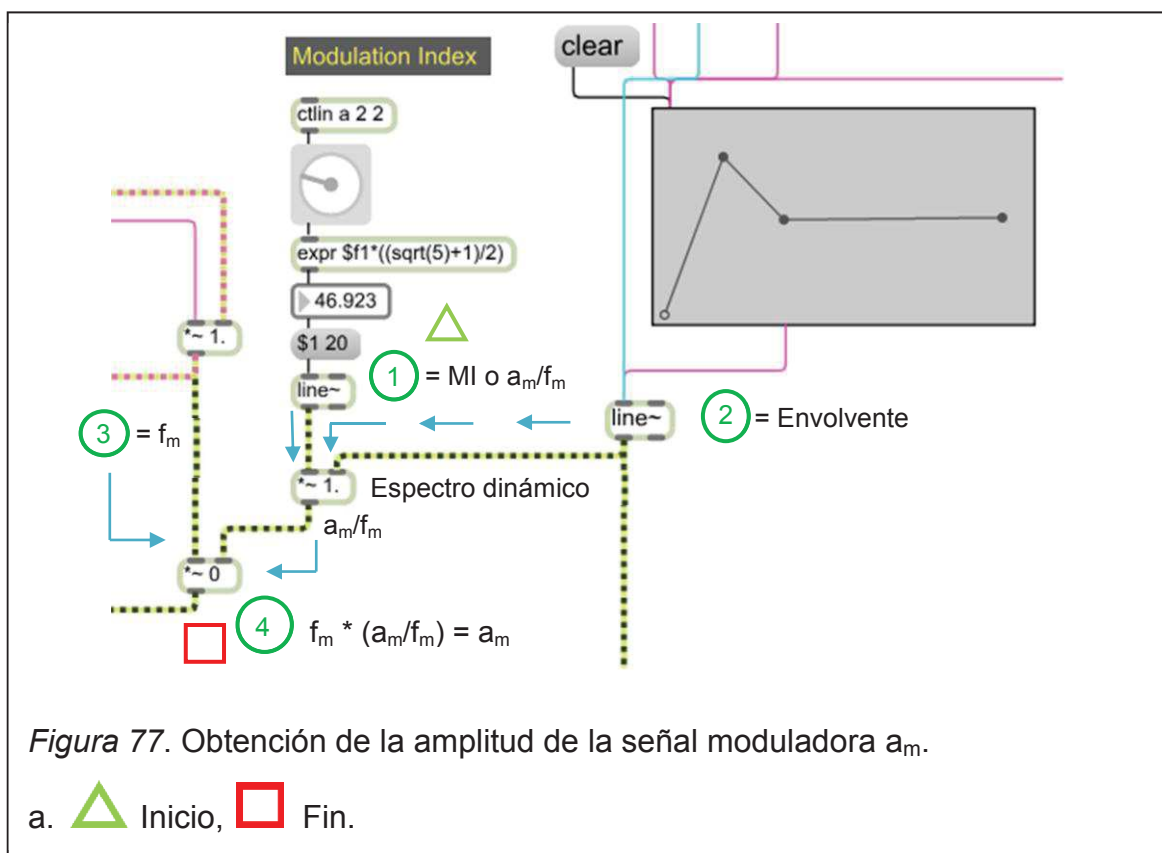 Modulation Index
clear
ctlin a 2 2
expr $f1*((sqrt(5)+1)/2)
46.923
*~ 1.
$1 20
1 = MI o aₘ/fₘ
line~
line~
2 = Envolvente
3 = fₘ
*~ 1.
Espectro dinámico
aₘ/fₘ
*~ 0
4 fₘ * (aₘ/fₘ) = aₘ
Figura 77. Obtención de la amplitud de la señal moduladora aₘ.
a. Inicio, Fin.